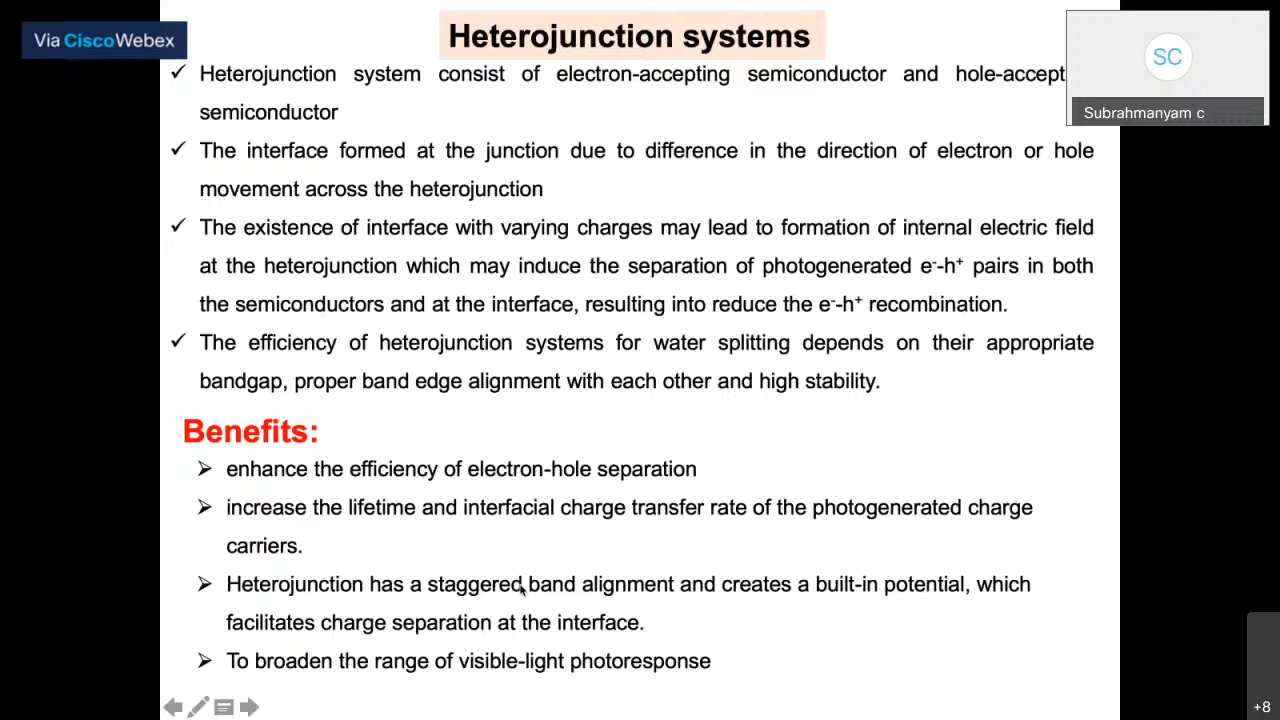 Via CiscoWebex
Heterojunction systems
SC
Subrahmanyam c
✓ Heterojunction system consist of electron-accepting semiconductor and hole-accept
semiconductor
✓ The interface formed at the junction due to difference in the direction of electron or hole
movement across the heterojunction
✓ The existence of interface with varying charges may lead to formation of internal electric field
at the heterojunction which may induce the separation of photogenerated e⁻-h⁺ pairs in both
the semiconductors and at the interface, resulting into reduce the e⁻-h⁺ recombination.
✓ The efficiency of heterojunction systems for water splitting depends on their appropriate
bandgap, proper band edge alignment with each other and high stability.
Benefits:
➢ enhance the efficiency of electron-hole separation
➢ increase the lifetime and interfacial charge transfer rate of the photogenerated charge
carriers.
➢ Heterojunction has a staggered band alignment and creates a built-in potential, which
facilitates charge separation at the interface.
➢ To broaden the range of visible-light photoresponse
+8